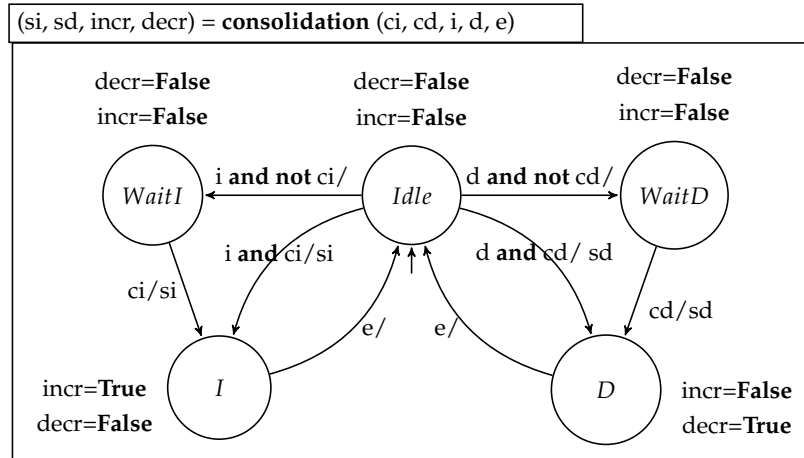 (si, sd, incr, decr) = consolidation (ci, cd, i, d, e)
decr=False
incr=False
decr=False
incr=False
decr=False
incr=False
i and not ci/
d and not cd/
WaitI
Idle
WaitD
i and ci/si
d and cd/ sd
ci/si
cd/sd
e/
e/
I
D
incr=True
decr=False
incr=False
decr=True